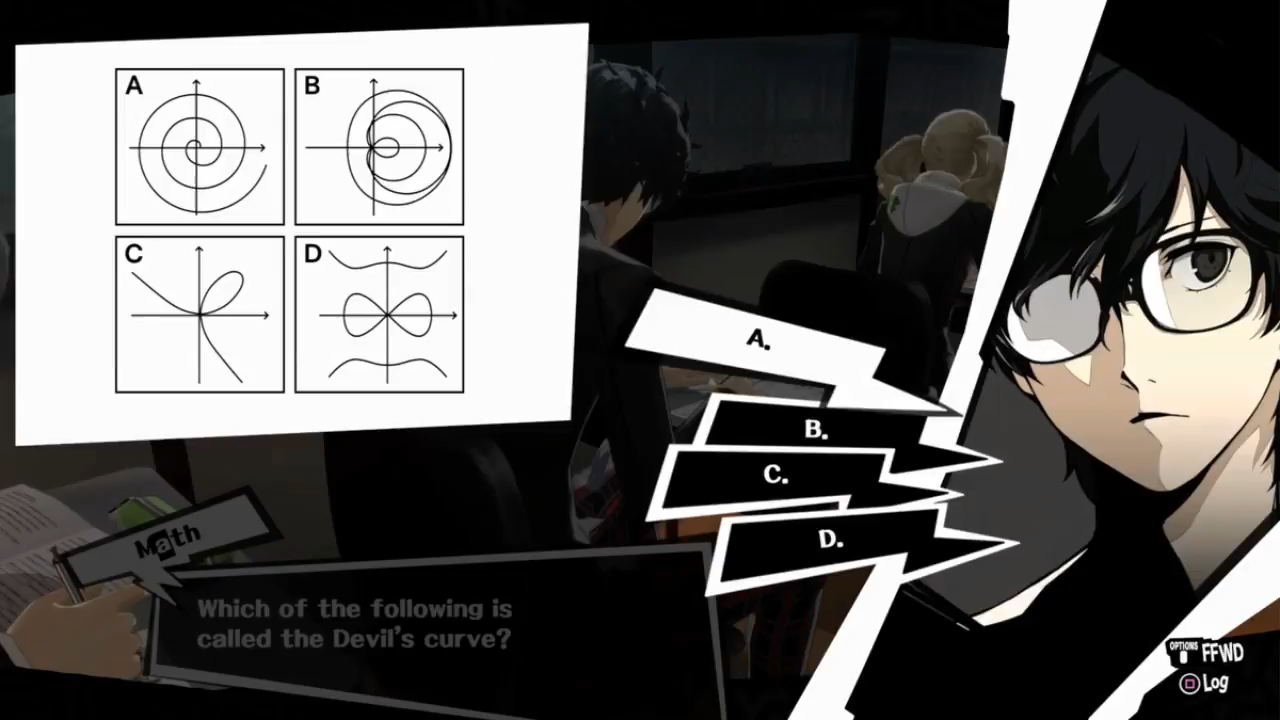 A
B
C
D
A.
B.
C.
D.
Math
Which of the following is
called the Devil's curve?
OPTIONS FFWD
Log